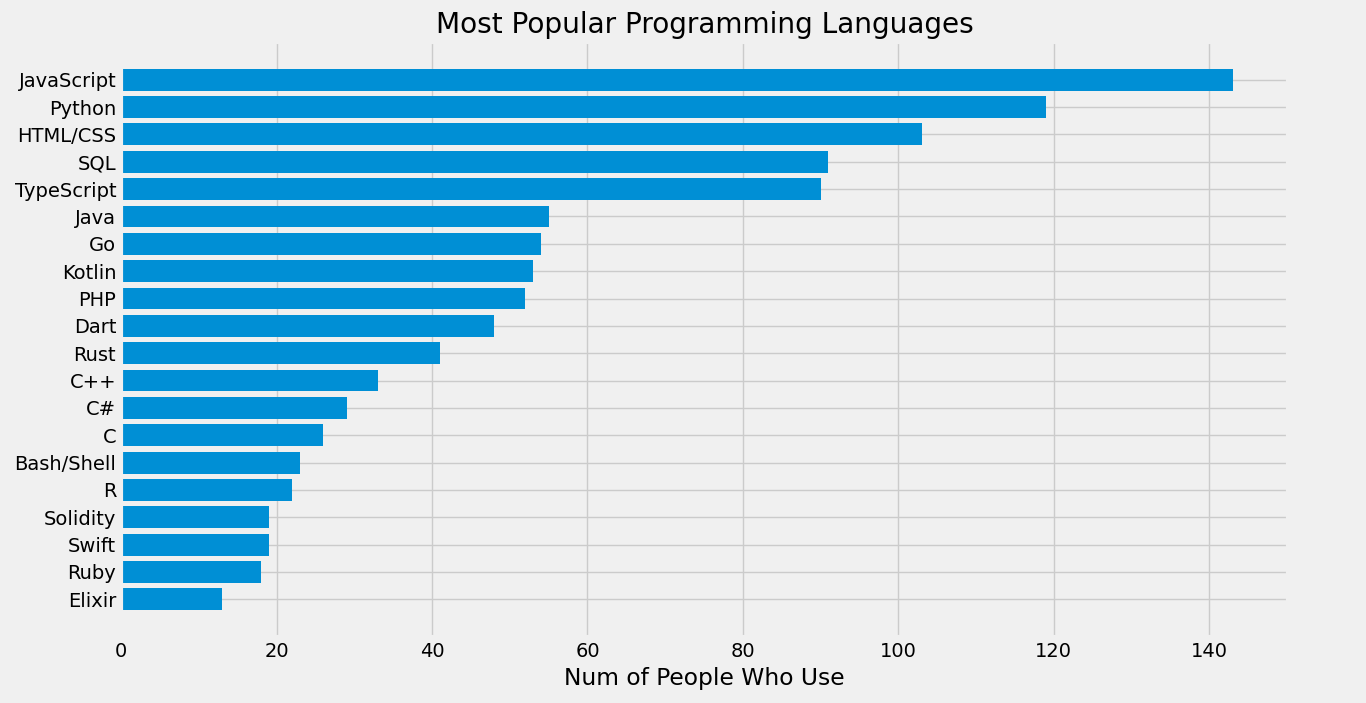 Most Popular Programming Languages
JavaScript
Python
HTML/CSS
SQL
TypeScript
Java
Go
Kotlin
PHP
Dart
Rust
C++
C#
C
Bash/Shell
R
Solidity
Swift
Ruby
Elixir
0 20 40 60 80 100 120 140
Num of People Who Use